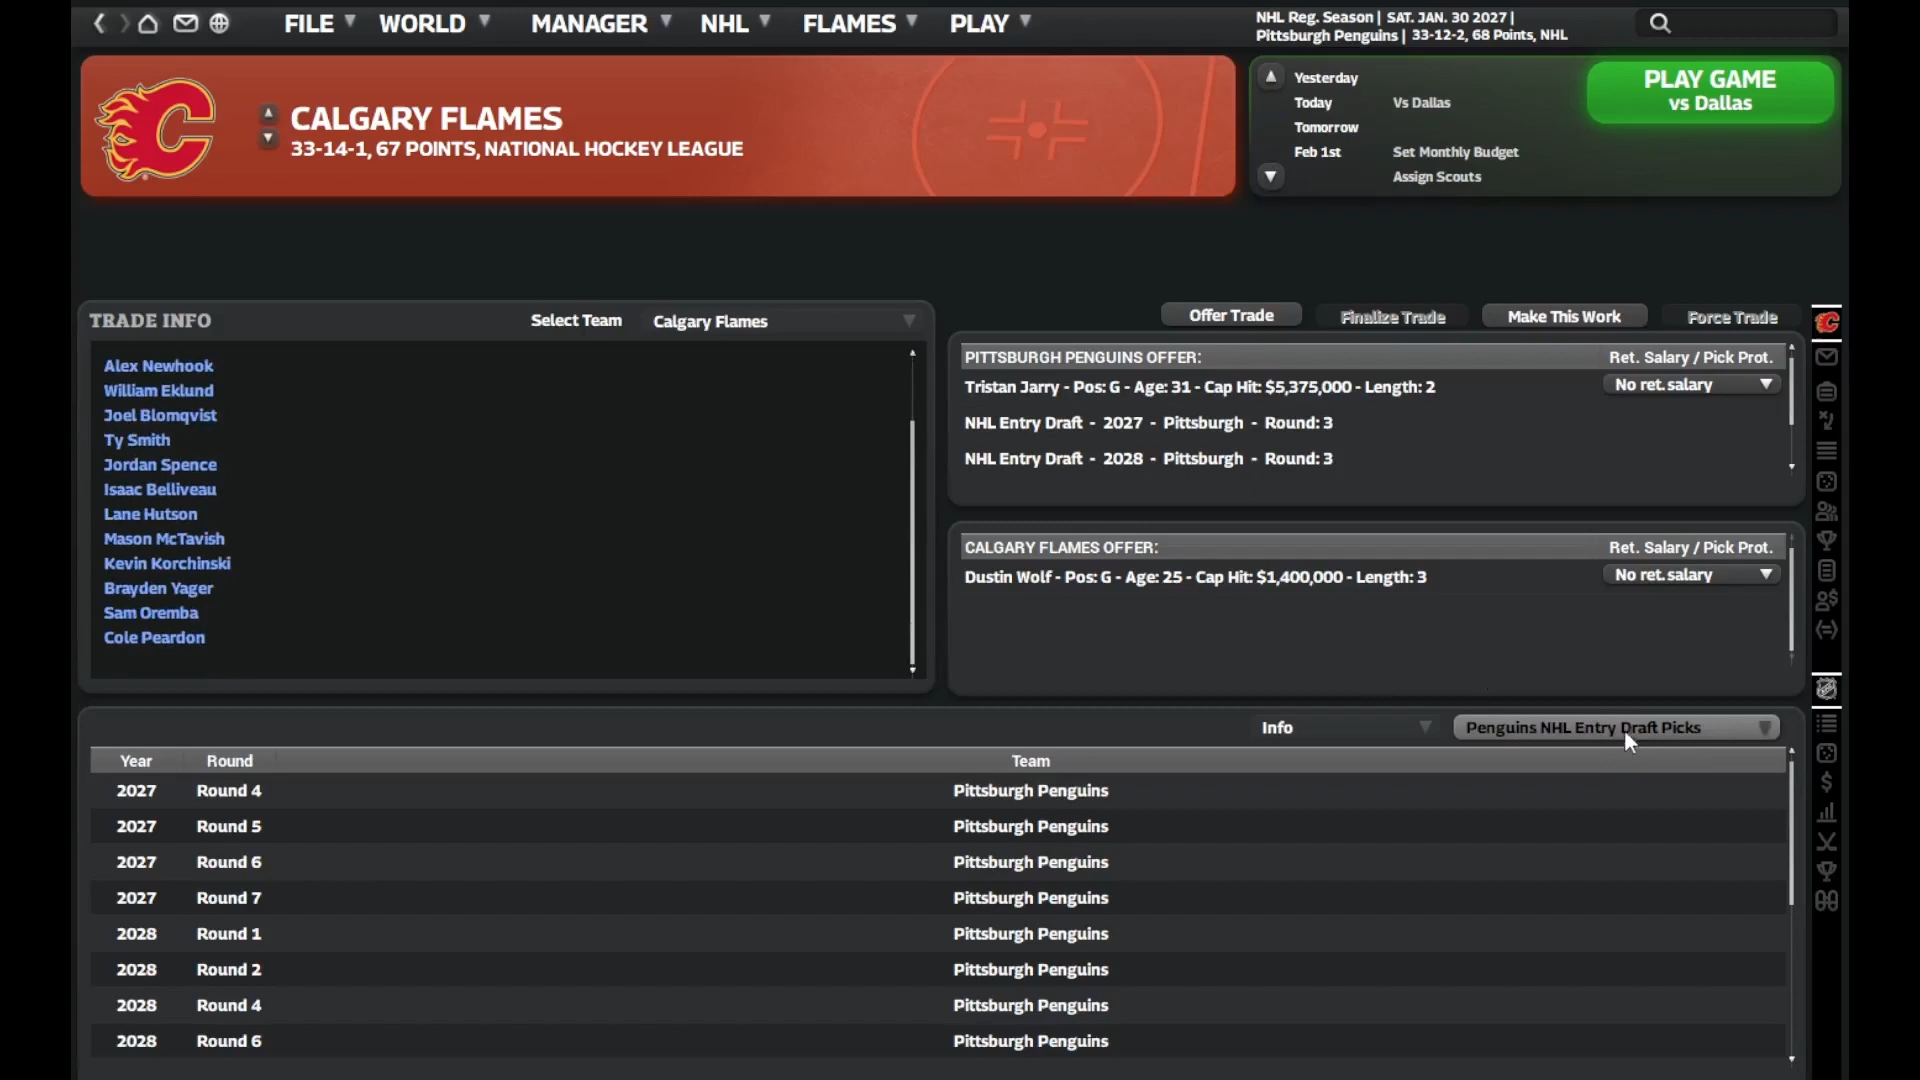 FILE WORLD MANAGER NHL FLAMES PLAY
NHL Reg. Season | SAT. JAN. 30 2027 |
Pittsburgh Penguins | 33-12-2, 68 Points, NHL
CALGARY FLAMES
33-14-1, 67 POINTS, NATIONAL HOCKEY LEAGUE
Yesterday
Today Vs Dallas
Tomorrow
Feb 1st Set Monthly Budget
Assign Scouts
PLAY GAME
vs Dallas
TRADE INFO Select Team Calgary Flames
Alex Newhook
William Eklund
Joel Blomqvist
Ty Smith
Jordan Spence
Isaac Belliveau
Lane Hutson
Mason McTavish
Kevin Korchinski
Brayden Yager
Sam Oremba
Cole Peardon
Offer Trade Finalize Trade Make This Work Force Trade
PITTSBURGH PENGUINS OFFER: Ret. Salary / Pick Prot.
Tristan Jarry - Pos: G - Age: 31 - Cap Hit: $5,375,000 - Length: 2 No ret. salary
NHL Entry Draft - 2027 - Pittsburgh - Round: 3
NHL Entry Draft - 2028 - Pittsburgh - Round: 3
CALGARY FLAMES OFFER: Ret. Salary / Pick Prot.
Dustin Wolf - Pos: G - Age: 25 - Cap Hit: $1,400,000 - Length: 3 No ret. salary
Info Penguins NHL Entry Draft Picks
Year Round Team
2027 Round 4 Pittsburgh Penguins
2027 Round 5 Pittsburgh Penguins
2027 Round 6 Pittsburgh Penguins
2027 Round 7 Pittsburgh Penguins
2028 Round 1 Pittsburgh Penguins
2028 Round 2 Pittsburgh Penguins
2028 Round 4 Pittsburgh Penguins
2028 Round 6 Pittsburgh Penguins